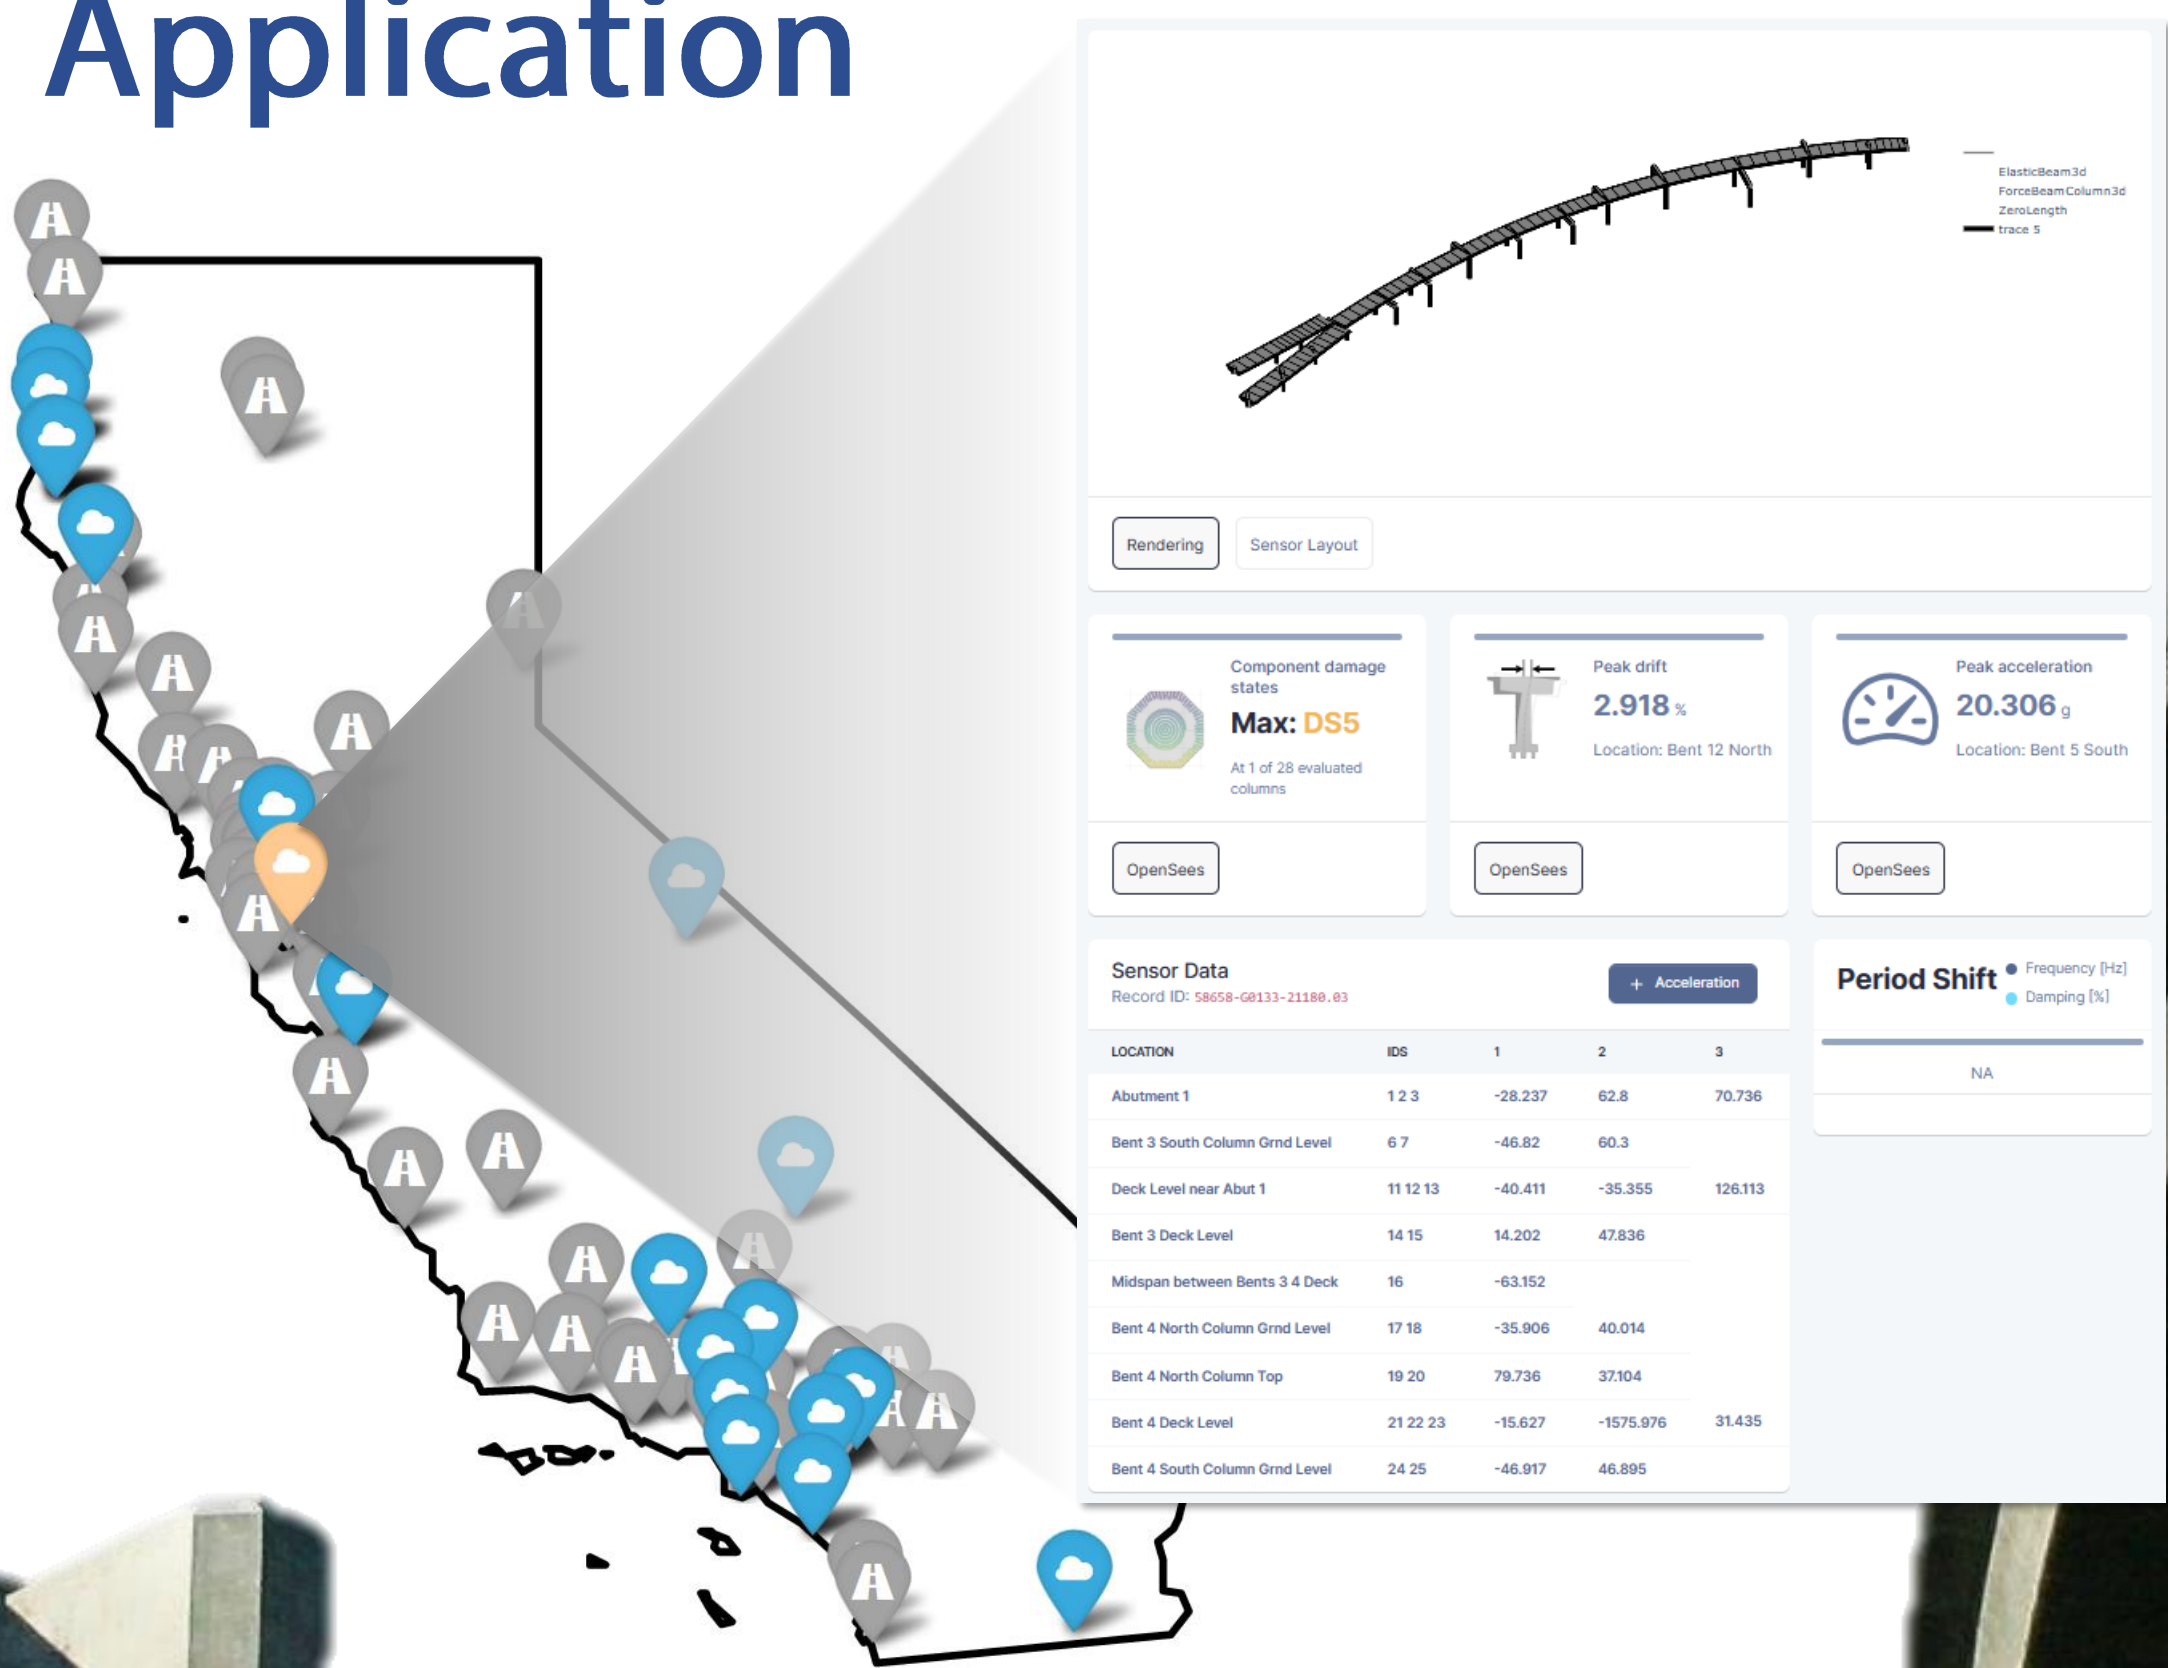 Application
ElasticBeam3d
ForceBeamColumn3d
ZeroLength
trace 5
Rendering
Sensor Layout
Component damage
states
Max: DS5
At 1 of 28 evaluated
columns
OpenSees
Peak drift
2.918 %
Location: Bent 12 North
OpenSees
Peak acceleration
20.306 g
Location: Bent 5 South
OpenSees
Sensor Data
Record ID: 58658-G0133-21180.03
+ Acceleration
LOCATION IDS 1 2 3
Abutment 1 1 2 3 -28.237 62.8 70.736
Bent 3 South Column Grnd Level 6 7 -46.82 60.3
Deck Level near Abut 1 11 12 13 -40.411 -35.355 126.113
Bent 3 Deck Level 14 15 14.202 47.836
Midspan between Bents 3 4 Deck 16 -63.152
Bent 4 North Column Grnd Level 17 18 -35.906 40.014
Bent 4 North Column Top 19 20 79.736 37.104
Bent 4 Deck Level 21 22 23 -15.627 -1575.976 31.435
Bent 4 South Column Grnd Level 24 25 -46.917 46.895
Period Shift
Frequency [Hz]
Damping [%]
NA